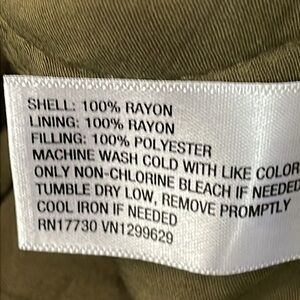 SHELL: 100% RAYON
LINING: 100% RAYON
FILLING: 100% POLYESTER
MACHINE WASH COLD WITH LIKE COLOR
ONLY NON-CHLORINE BLEACH IF NEEDED
TUMBLE DRY LOW, REMOVE PROMPTLY
COOL IRON IF NEEDED
RN17730 VN1299629